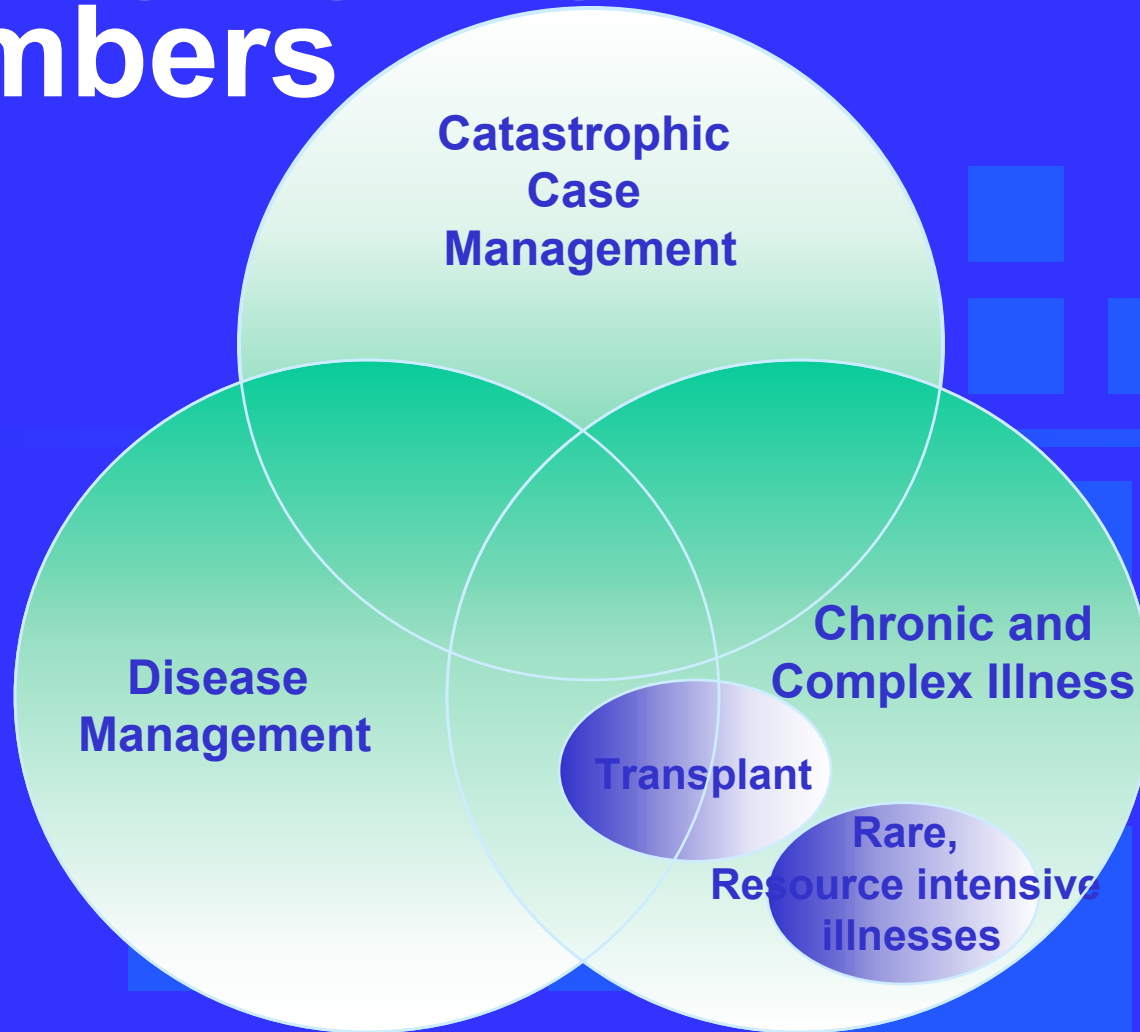 mbers
Catastrophic
Case
Management
Chronic and
Complex Illness
Disease
Management
Transplant
Rare,
Resource intensive
illnesses